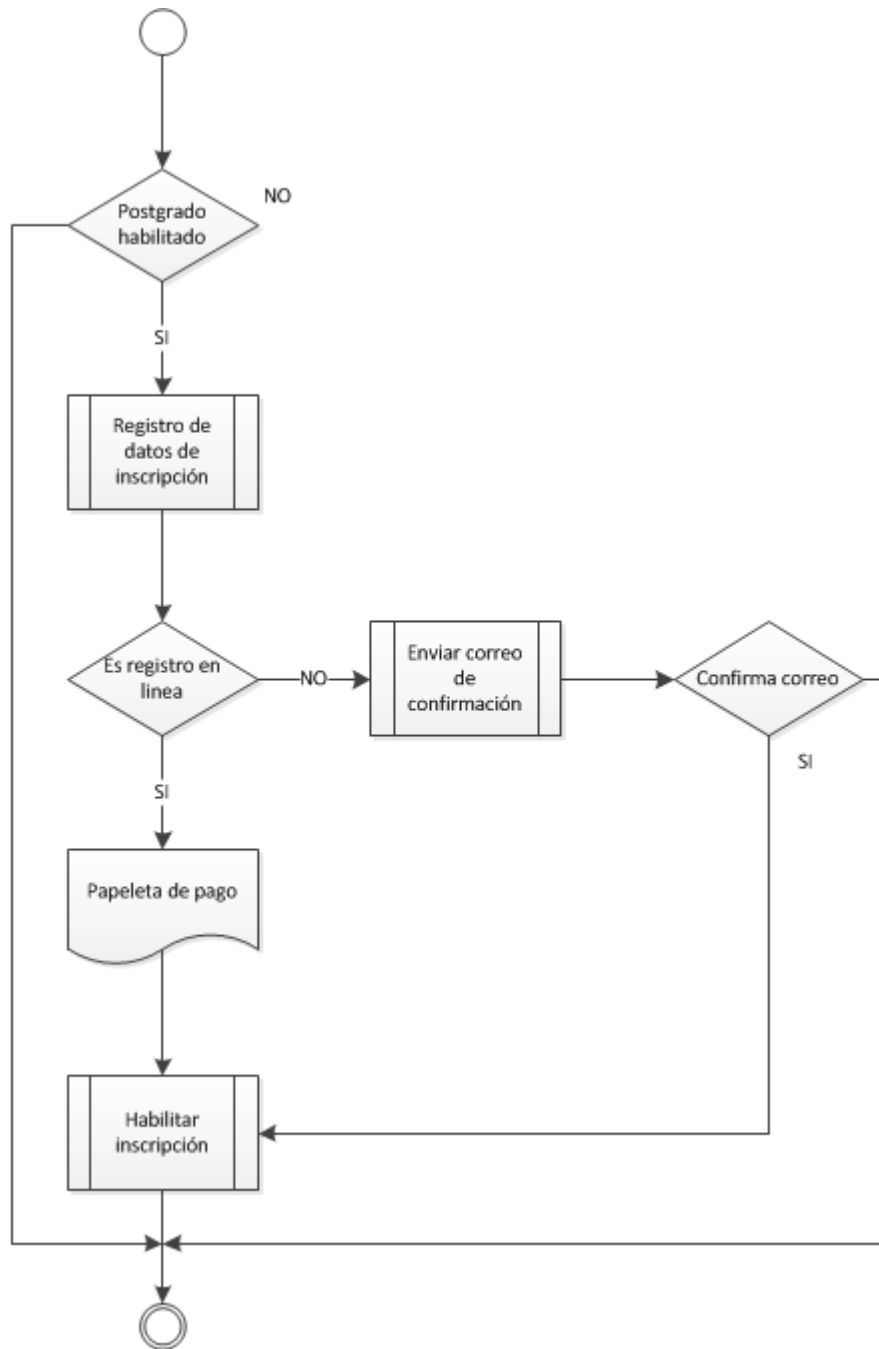 NO
Postgrado
habilitado
SI
Registro de
datos de
inscripción
Es registro en
linea
NO
Enviar correo
de
confirmación
Confirma correo
SI
SI
Papeleta de pago
Habilitar
inscripción